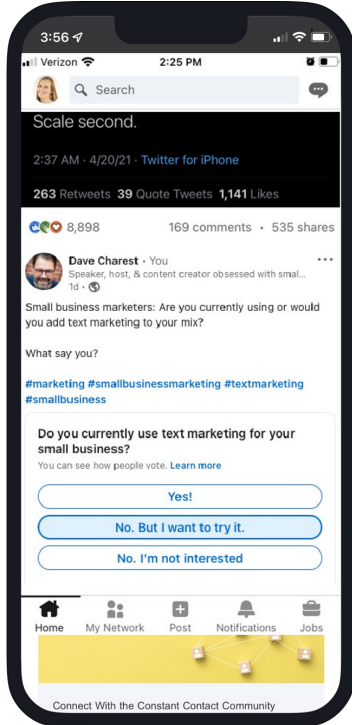 3:56
Verizon 2:25 PM
Search
Scale second.
2:37 AM · 4/20/21 · Twitter for iPhone
263 Retweets 39 Quote Tweets 1,141 Likes
8,898 169 comments • 535 shares
Dave Charest • You
Speaker, host, & content creator obsessed with smal...
1d •
Small business marketers: Are you currently using or would
you add text marketing to your mix?
What say you?
#marketing #smallbusinessmarketing #textmarketing
#smallbusiness
Do you currently use text marketing for your
small business?
You can see how people vote. Learn more
Yes!
No. But I want to try it.
No. I'm not interested
Home My Network Post Notifications Jobs
Connect With the Constant Contact Community